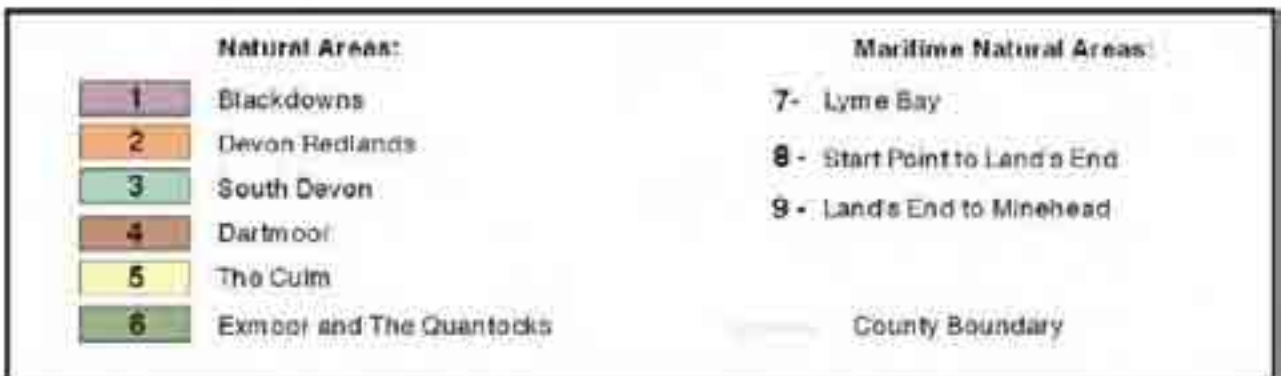 Natural Areas:
1 Blackdowns
2 Devon Redlands
3 South Devon
4 Dartmoor
5 The Culm
6 Exmoor and The Quantocks
Maritime Natural Areas:
7- Lyme Bay
8 - Start Point to Land's End
9 - Land's End to Minehead
County Boundary